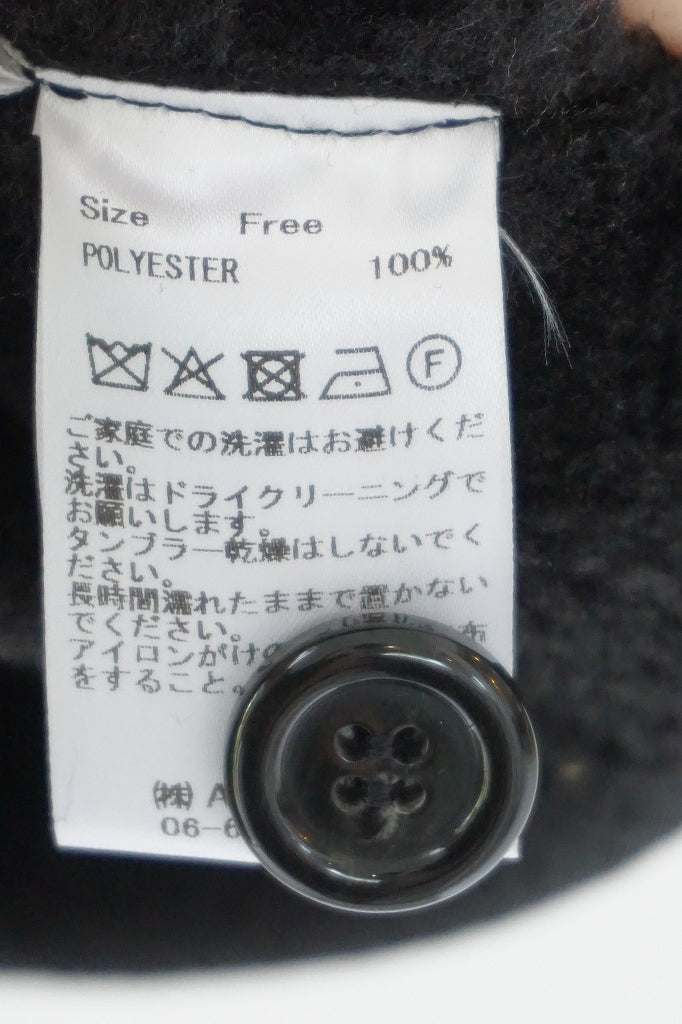 Size Free
POLYESTER 100%
F
ご家庭での洗濯はお避けくだ
さい。
洗濯はドライクリーニングで
お願いします。
タンブラー乾燥はしないでく
ださい。
長時間濡れたままで置かない
でください。
アイロンがけの
をすること。
㈱ A
06-6